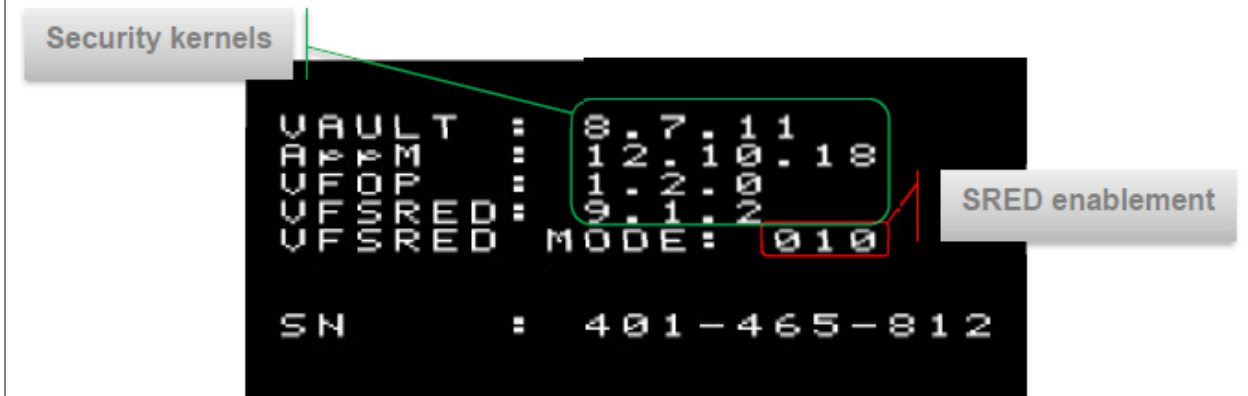 Security kernels
VAULT : 8.7.11
AppM : 12.10.18
VFOP : 1.2.0
VFSRED: 9.1.2
VFSRED MODE: 010
SRED enablement
SN : 401-465-812